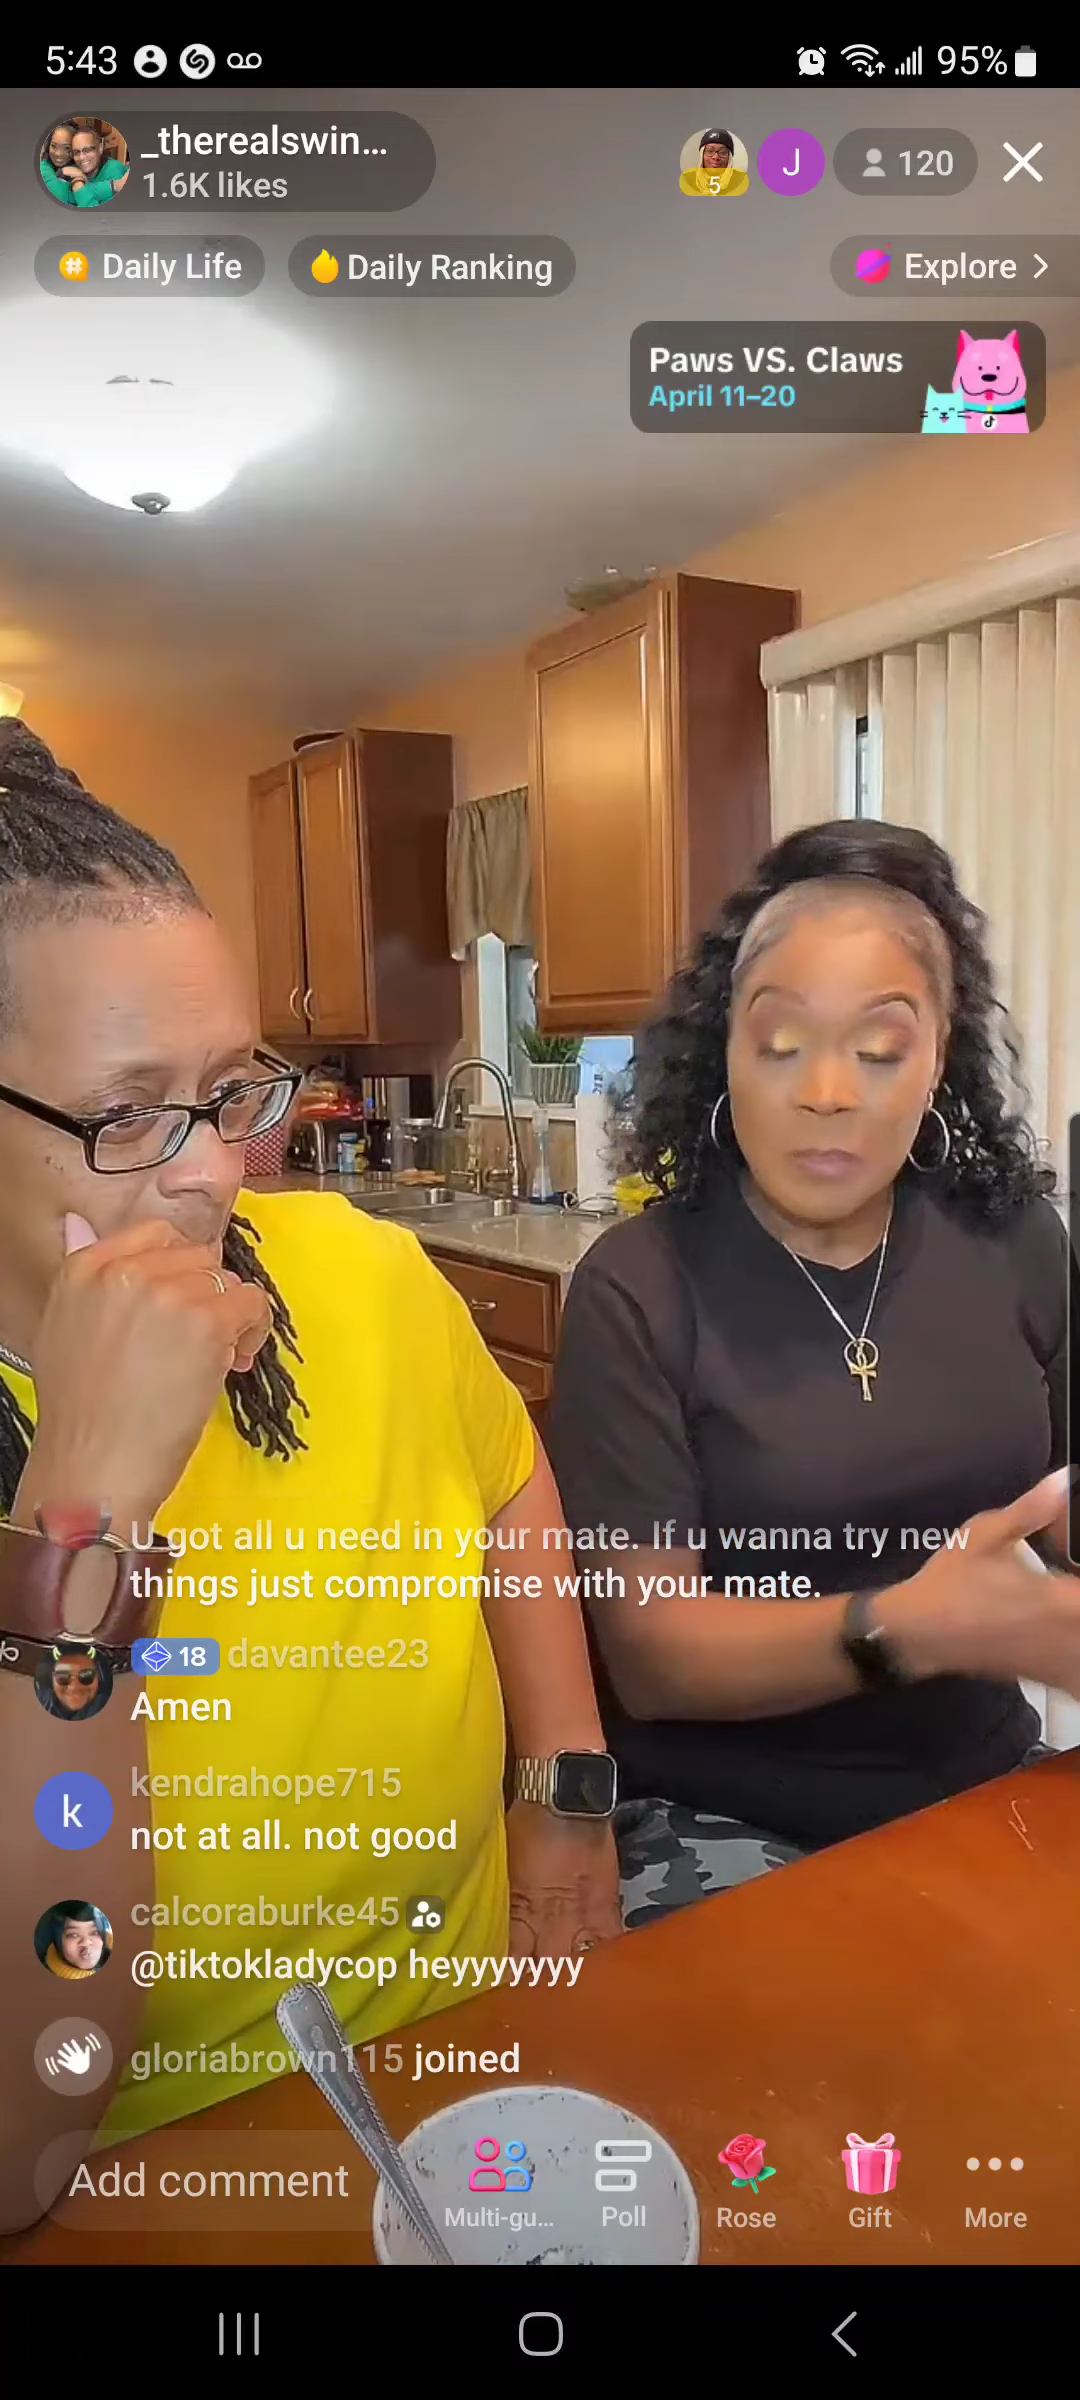 5:43
95%
_therealswin...
1.6K likes
5
J
120
Daily Life
Daily Ranking
Explore
Paws VS. Claws
April 11–20
U got all u need in your mate. If u wanna try new
things just compromise with your mate.
18 davantee23
Amen
kendrahope715
k
not at all. not good
calcoraburke45
@tiktokladycop heyyyyyyy
gloriabrown115 joined
Add comment
Multi-gu...
Poll
Rose
Gift
More